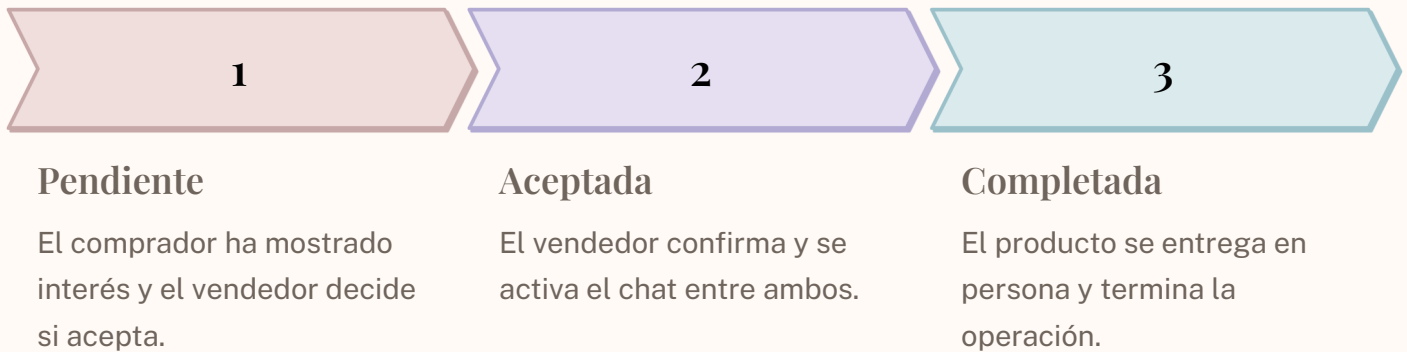 1
2
3
Pendiente
El comprador ha mostrado
interés y el vendedor decide
si acepta.
Aceptada
El vendedor confirma y se
activa el chat entre ambos.
Completada
El producto se entrega en
persona y termina la
operación.